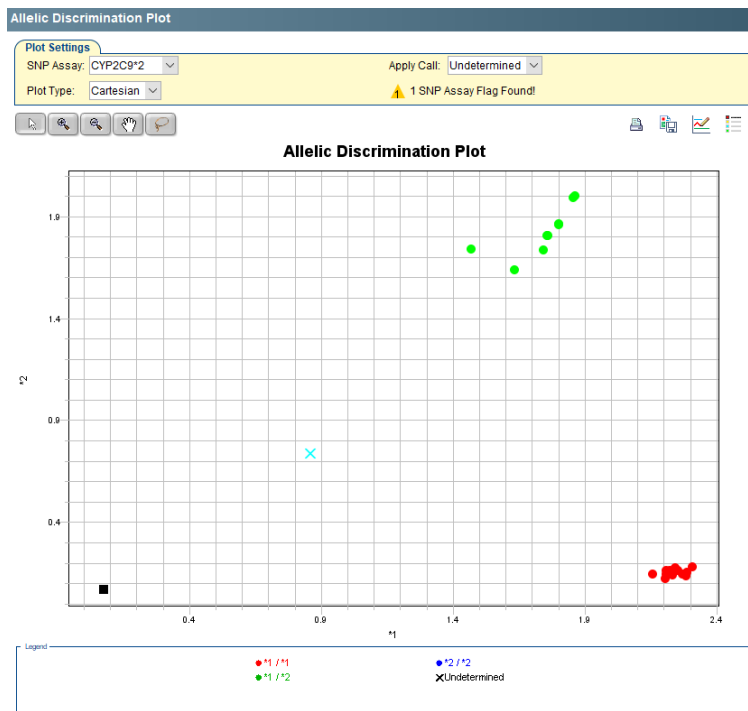 Allelic Discrimination Plot
Plot Settings
SNP Assay: CYP2C9*2 Apply Call: Undetermined
Plot Type: Cartesian 1 SNP Assay Flag Found!
Allelic Discrimination Plot
1.9
1.4
*2
0.9
0.4
0.4 0.9 1.4 1.9 2.4
*1
Legend
*1 / *1 *2 / *2
*1 / *2 Undetermined